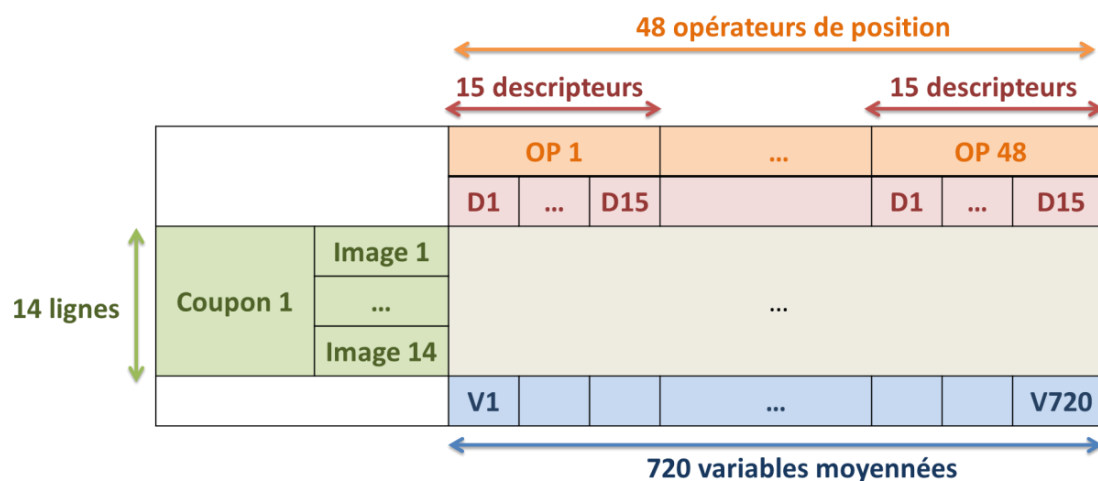 48 opérateurs de position
15 descripteurs 15 descripteurs
OP 1 ... OP 48
D1 ... D15 D1 ... D15
14 lignes
Coupon 1
Image 1
...
Image 14
...
V1 ... V720
720 variables moyennées